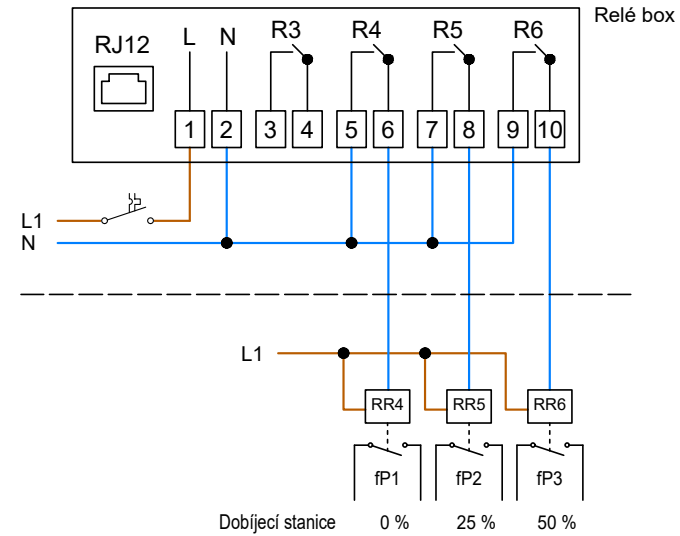 Relé box
RJ12 L N R3 R4 R5 R6
1 2 3 4 5 6 7 8 9 10
L1
N
L1
RR4 RR5 RR6
fP1 fP2 fP3
Dobíjecí stanice 0 % 25 % 50 %